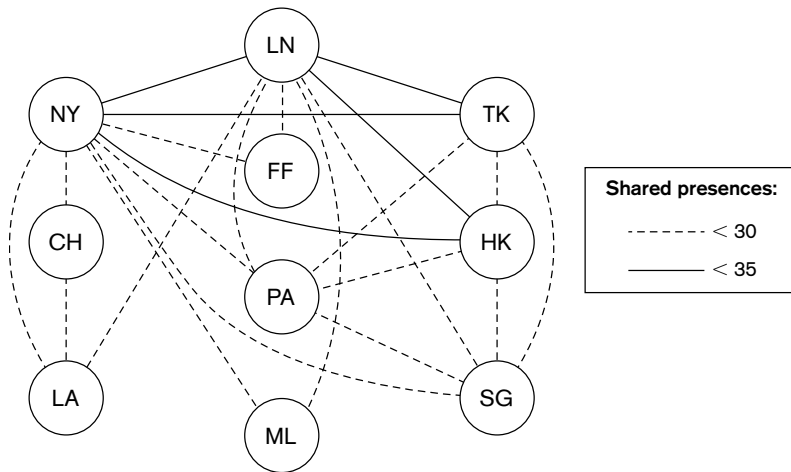 LN
NY
TK
FF
CH
HK
PA
LA
SG
ML
Shared presences:
< 30
< 35